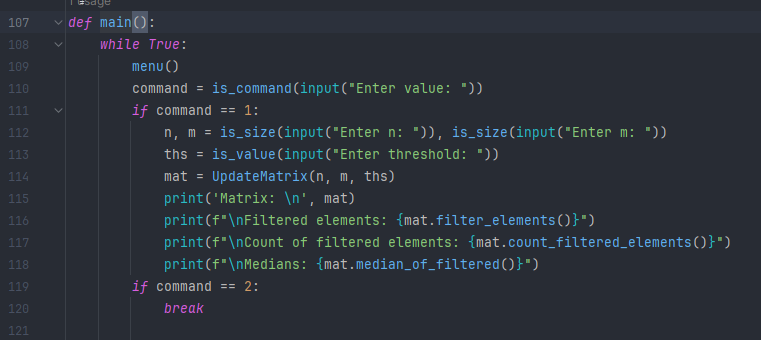 107 def main():
108 while True:
109 menu()
110 command = is_command(input("Enter value: "))
111 if command == 1:
112 n, m = is_size(input("Enter n: ")), is_size(input("Enter m: "))
113 ths = is_value(input("Enter threshold: "))
114 mat = UpdateMatrix(n, m, ths)
115 print('Matrix: \n', mat)
116 print(f"\nFiltered elements: {mat.filter_elements()}")
117 print(f"\nCount of filtered elements: {mat.count_filtered_elements()}")
118 print(f"\nMedians: {mat.median_of_filtered()}")
119 if command == 2:
120 break
121